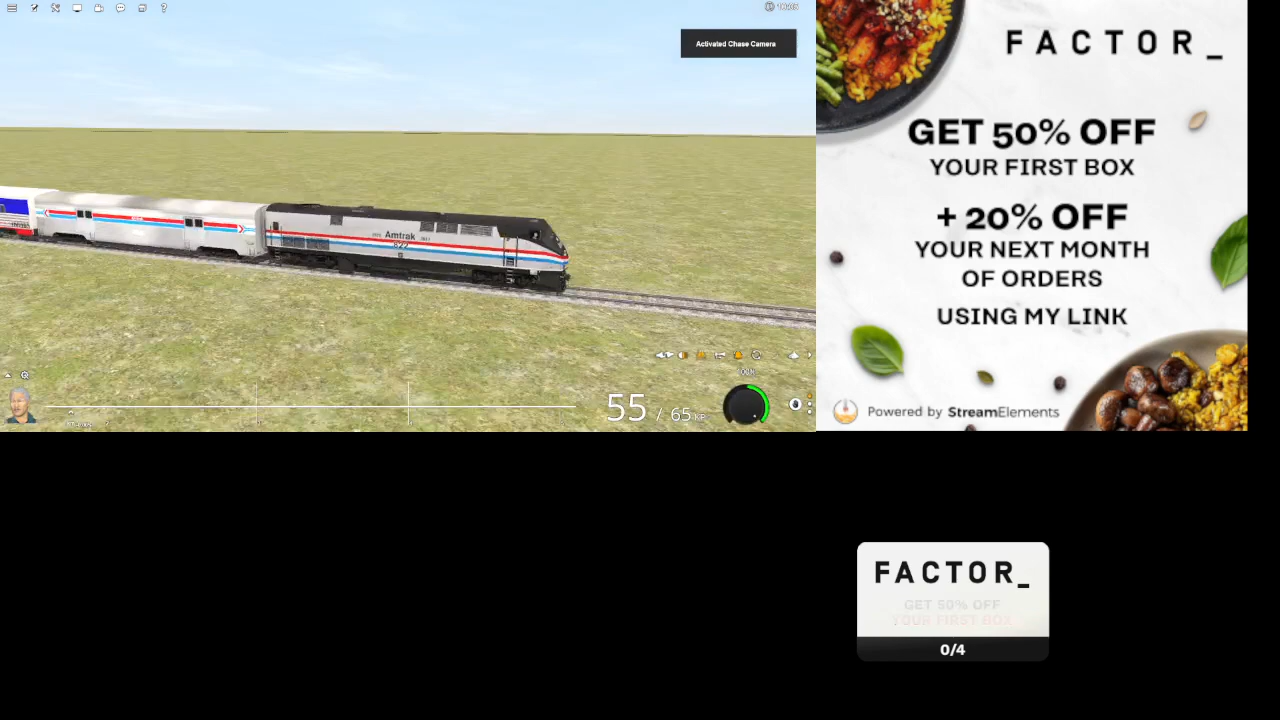 Activated Chase Camera
Amtrak
822
55 / 65
FACTOR_
GET 50% OFF
YOUR FIRST BOX
+ 20% OFF
YOUR NEXT MONTH
OF ORDERS
USING MY LINK
Powered by StreamElements
FACTOR_
GET 50% OFF
YOUR FIRST BOX
0/4